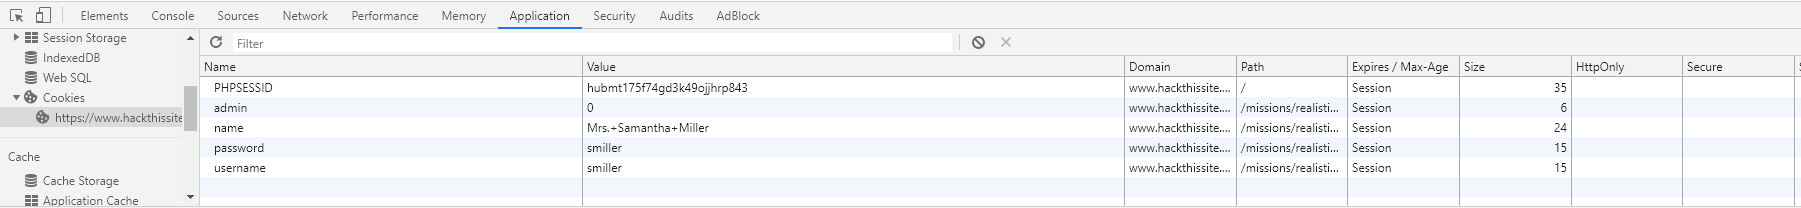 Elements Console Sources Network Performance Memory Application Security Audits AdBlock
Session Storage
IndexedDB
Web SQL
Cookies
https://www.hackthissite
Cache
Cache Storage
Application Cache
Filter
Name Value Domain Path Expires / Max-Age Size HttpOnly Secure S
PHPSESSID hubmt175f74gd3k49ojjhrp843 www.hackthissite.... / Session 35
admin 0 www.hackthissite.... /missions/realisti... Session 6
name Mrs.+Samantha+Miller www.hackthissite.... /missions/realisti... Session 24
password smiller www.hackthissite.... /missions/realisti... Session 15
username smiller www.hackthissite.... /missions/realisti... Session 15